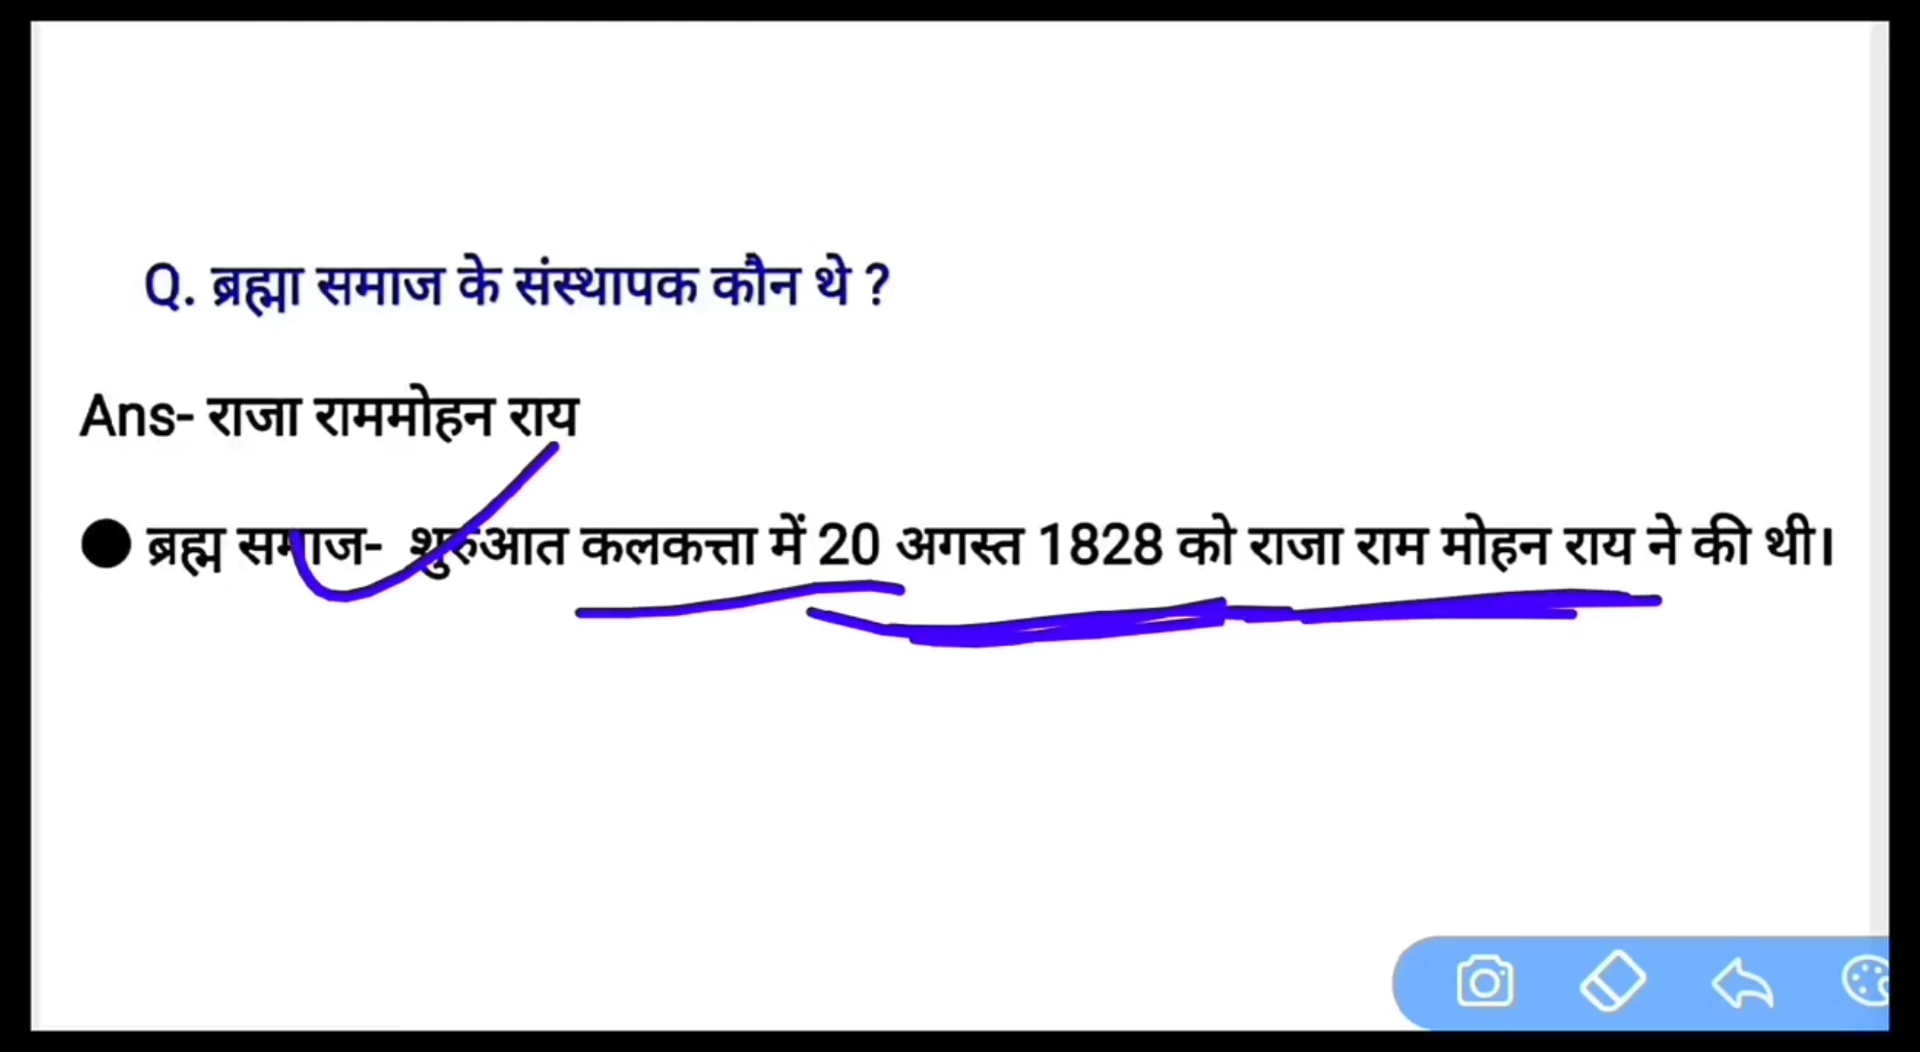 Q. ब्रह्मा समाज के संस्थापक कौन थे ?
Ans- राजा राममोहन राय
ब्रह्म समाज- शुरुआत कलकत्ता में 20 अगस्त 1828 को राजा राम मोहन राय ने की थी।